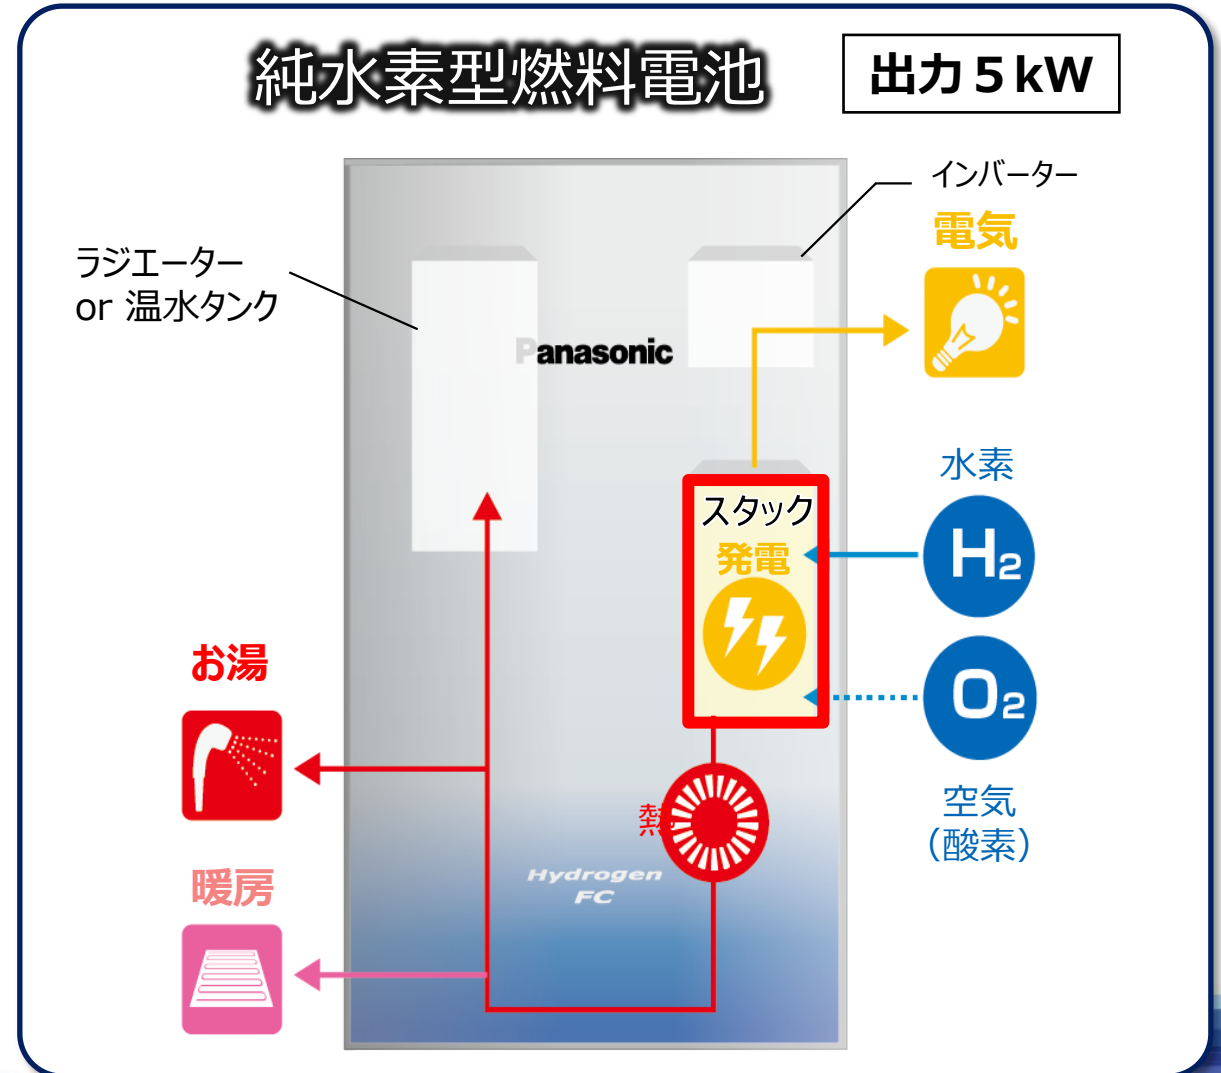 純水素型燃料電池
出力5kW
インバーター
電気
ラジエーター
or 温水タンク
Panasonic
水素
スタック
発電
H2
お湯
O2
空気
(酸素)
熱
暖房
Hydrogen
FC